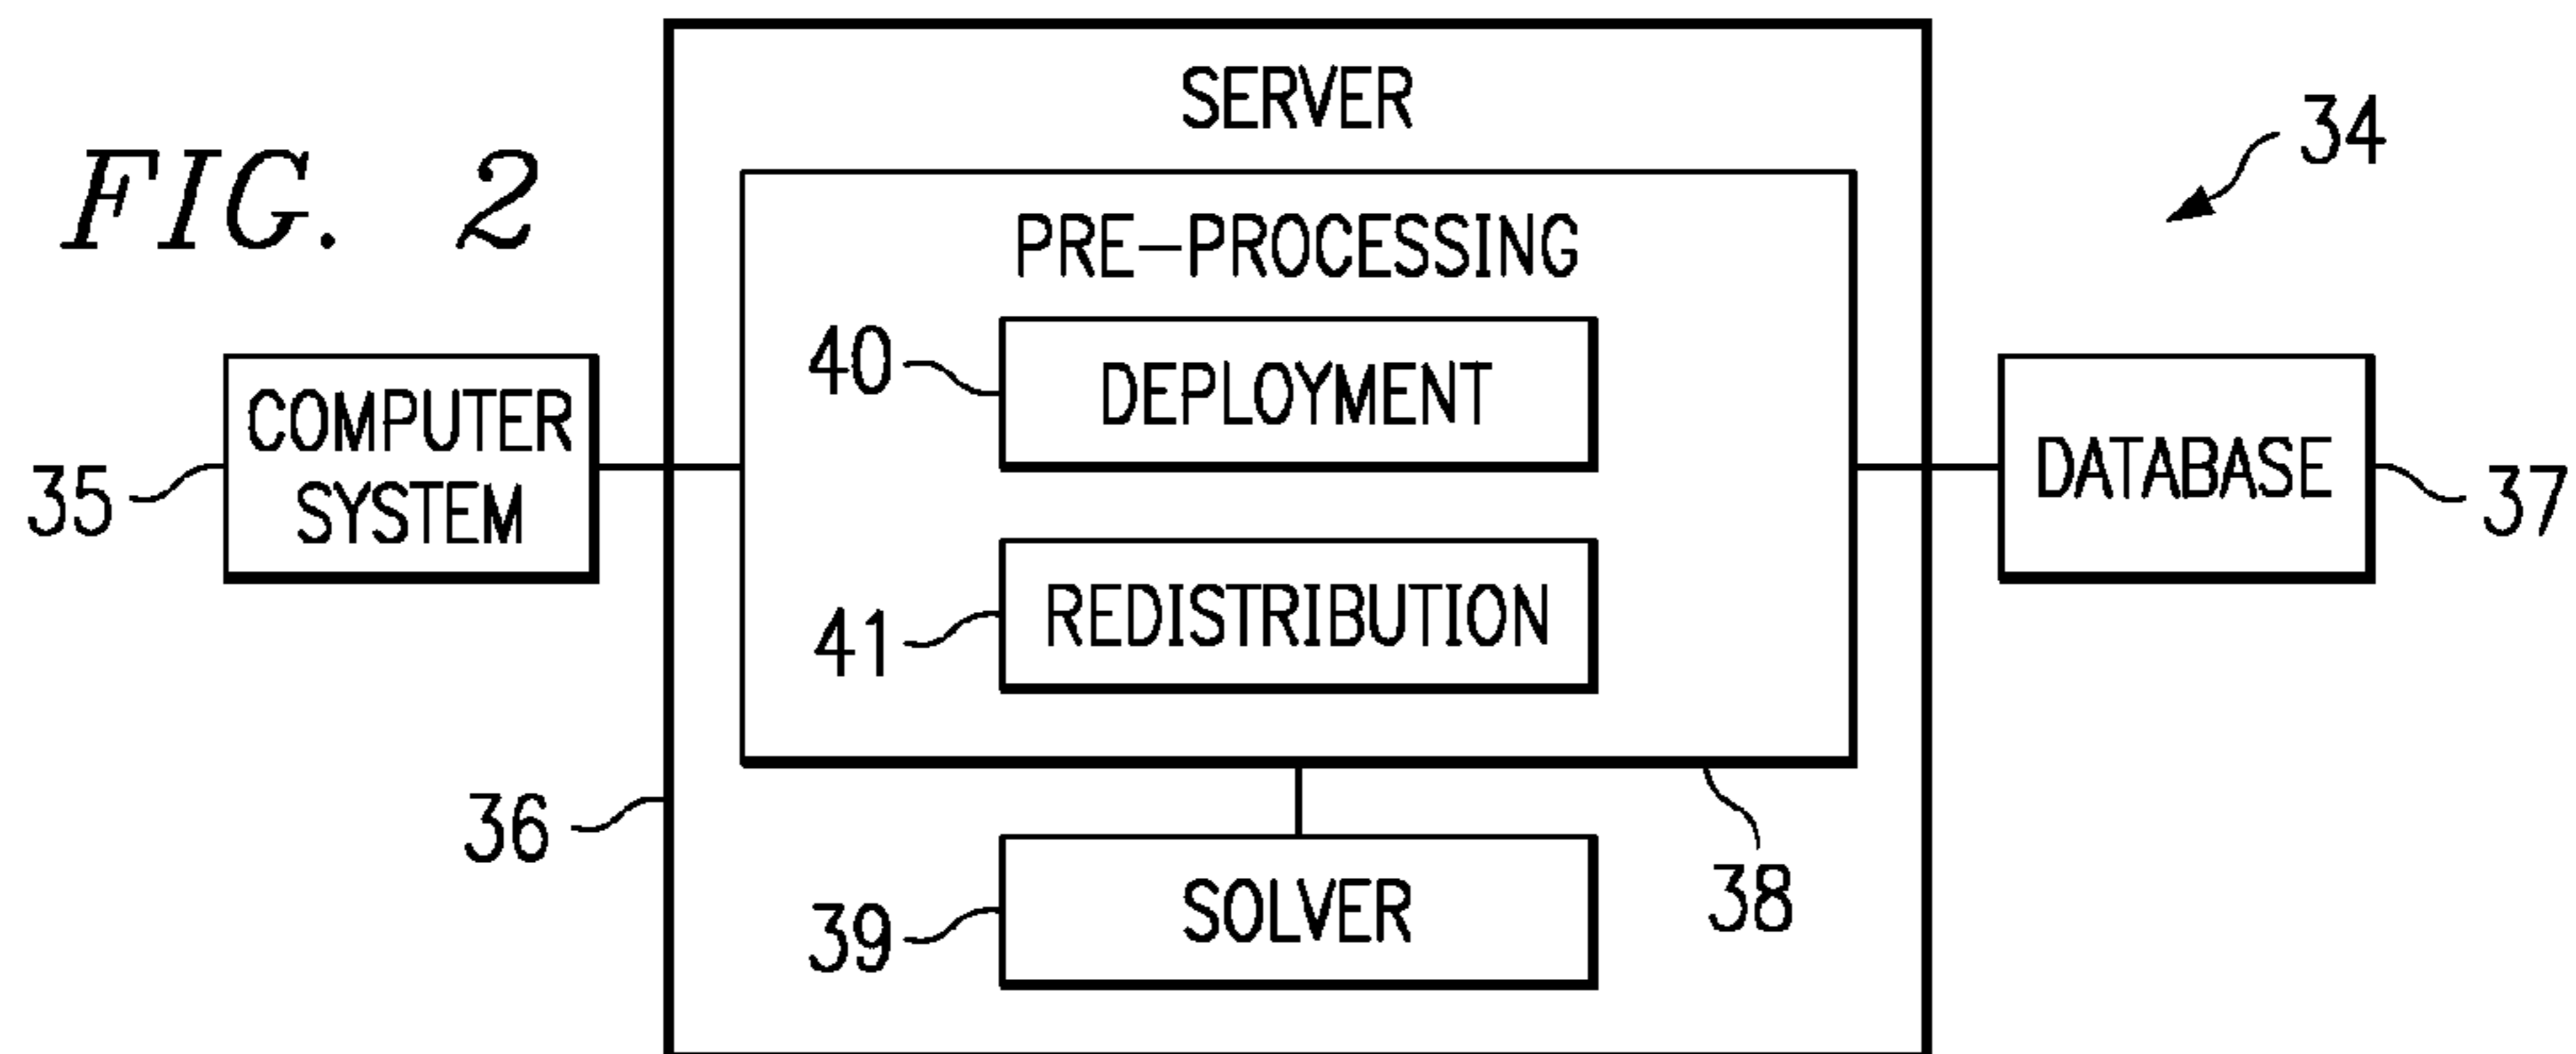 FIG. 2
SERVER
34
PRE-PROCESSING
40
DEPLOYMENT
COMPUTER
SYSTEM
35
DATABASE
37
41
REDISTRIBUTION
36
38
39
SOLVER